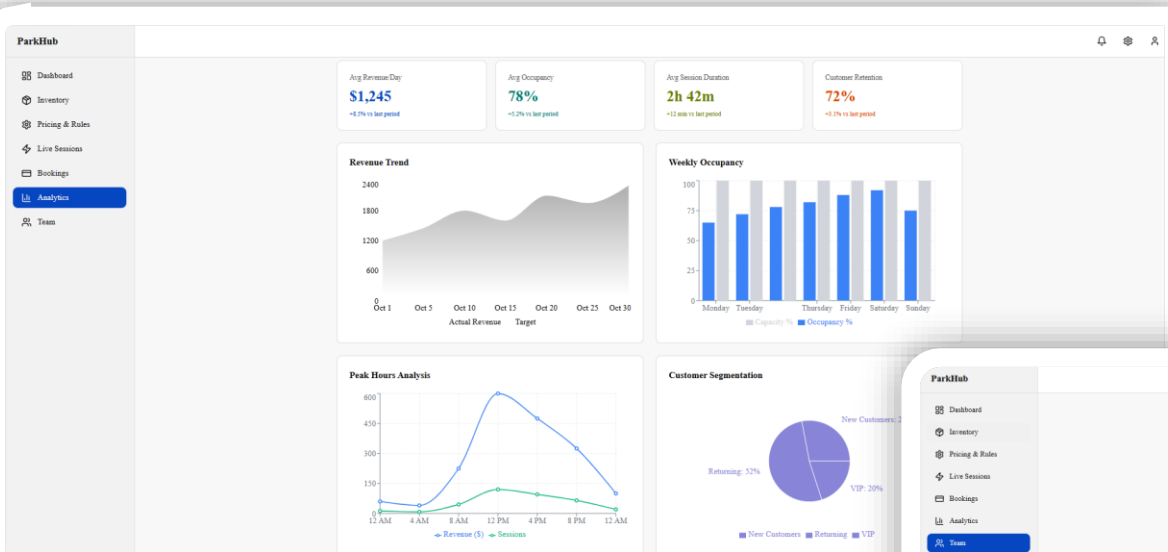 ParkHub
Dashboard
Inventory
Pricing & Rules
Live Sessions
Bookings
Analytics
Team
Avg Revenue/Day
$1,245
+8.5% vs last period
Avg Occupancy
78%
+5.2% vs last period
Avg Session Duration
2h 42m
+12 min vs last period
Customer Retention
72%
+3.1% vs last period
Revenue Trend
2400
1800
1200
600
0
Oct 1 Oct 5 Oct 10 Oct 15 Oct 20 Oct 25 Oct 30
Actual Revenue Target
Weekly Occupancy
100
75
50
25
0
Monday Tuesday Thursday Friday Saturday Sunday
Capacity % Occupancy %
Peak Hours Analysis
600
450
300
150
0
12 AM 4 AM 8 AM 12 PM 4 PM 8 PM 12 AM
Revenue ($) Sessions
Customer Segmentation
New Customers: 2
Returning: 52%
VIP: 20%
New Customers Returning VIP
ParkHub
Dashboard
Inventory
Pricing & Rules
Live Sessions
Bookings
Analytics
Team